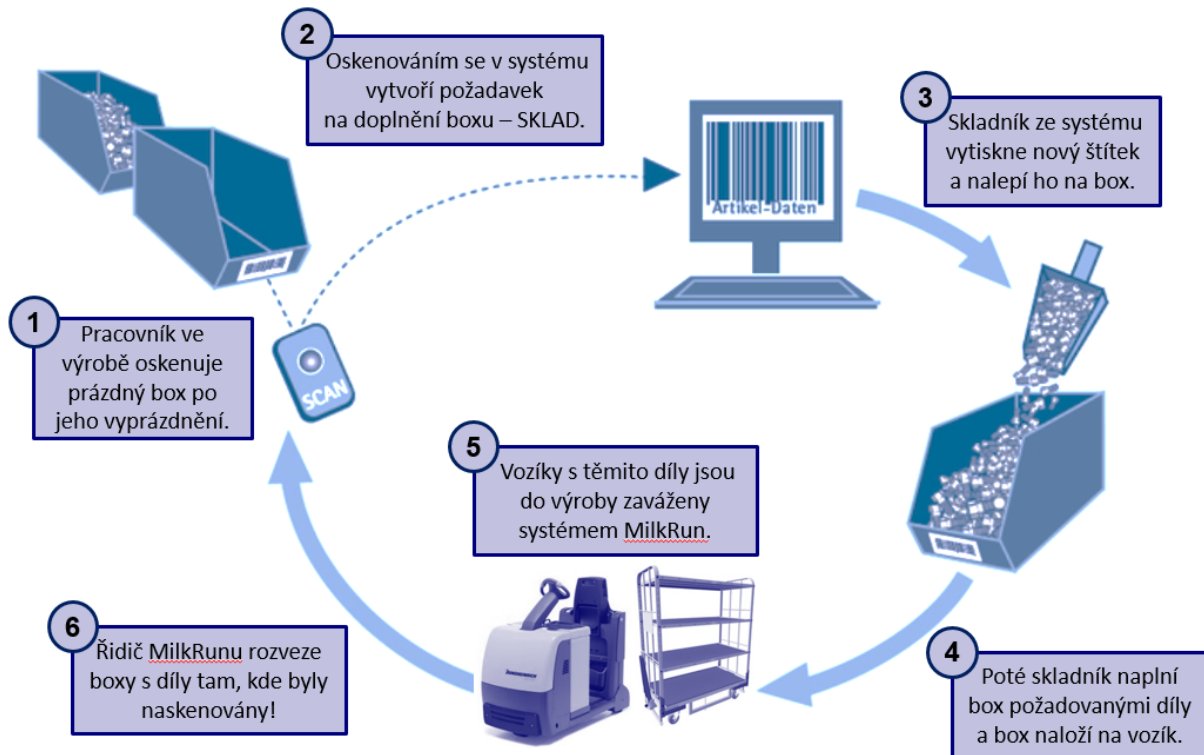 1
Pracovník ve
výrobě oskenuje
prázdný box po
jeho vyprázdnění.
2
Oskenováním se v systému
vytvoří požadavek
na doplnění boxu – SKLAD.
SCAN
Artikel-Daten
3
Skladník ze systému
vytiskne nový štítek
a nalepí ho na box.
4
Poté skladník naplní
box požadovanými díly
a box naloží na vozík.
5
Vozíky s těmito díly jsou
do výroby zaváženy
systémem MilkRun.
6
Řidič MilkRunu rozveze
boxy s díly tam, kde byly
naskenovány!